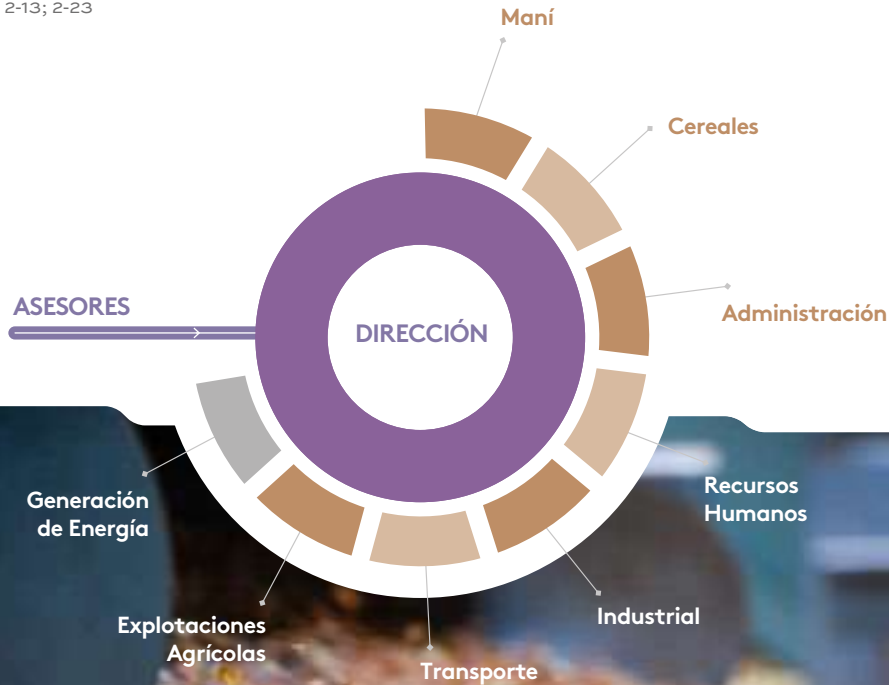 2-13; 2-23
Maní
Cereales
ASESORES
DIRECCIÓN
Administración
Recursos
Humanos
Generación
de Energía
Industrial
Explotaciones
Agrícolas
Transporte